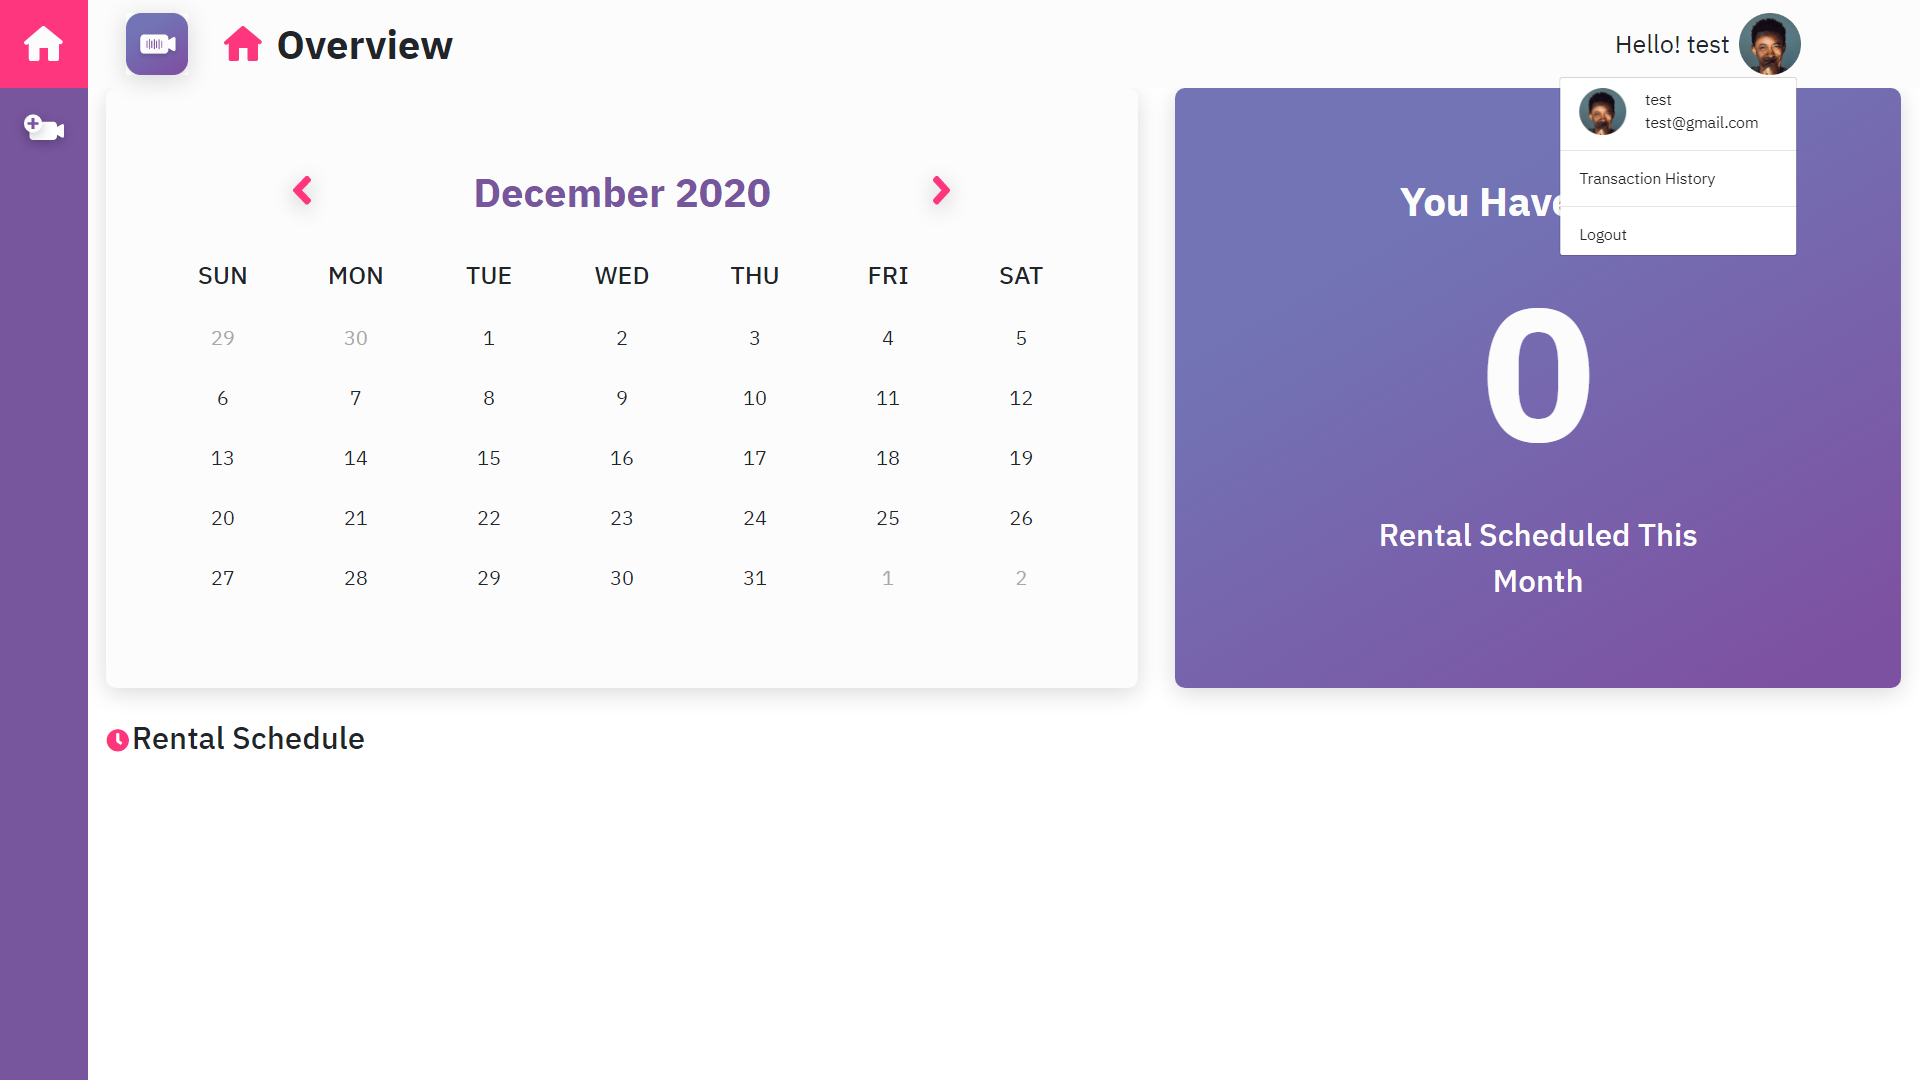 Overview
Hello! test
test
test@gmail.com
Transaction History
Logout
December 2020
SUN MON TUE WED THU FRI SAT
29 30 1 2 3 4 5
6 7 8 9 10 11 12
13 14 15 16 17 18 19
20 21 22 23 24 25 26
27 28 29 30 31 1 2
You Have
0
Rental Scheduled This
Month
Rental Schedule